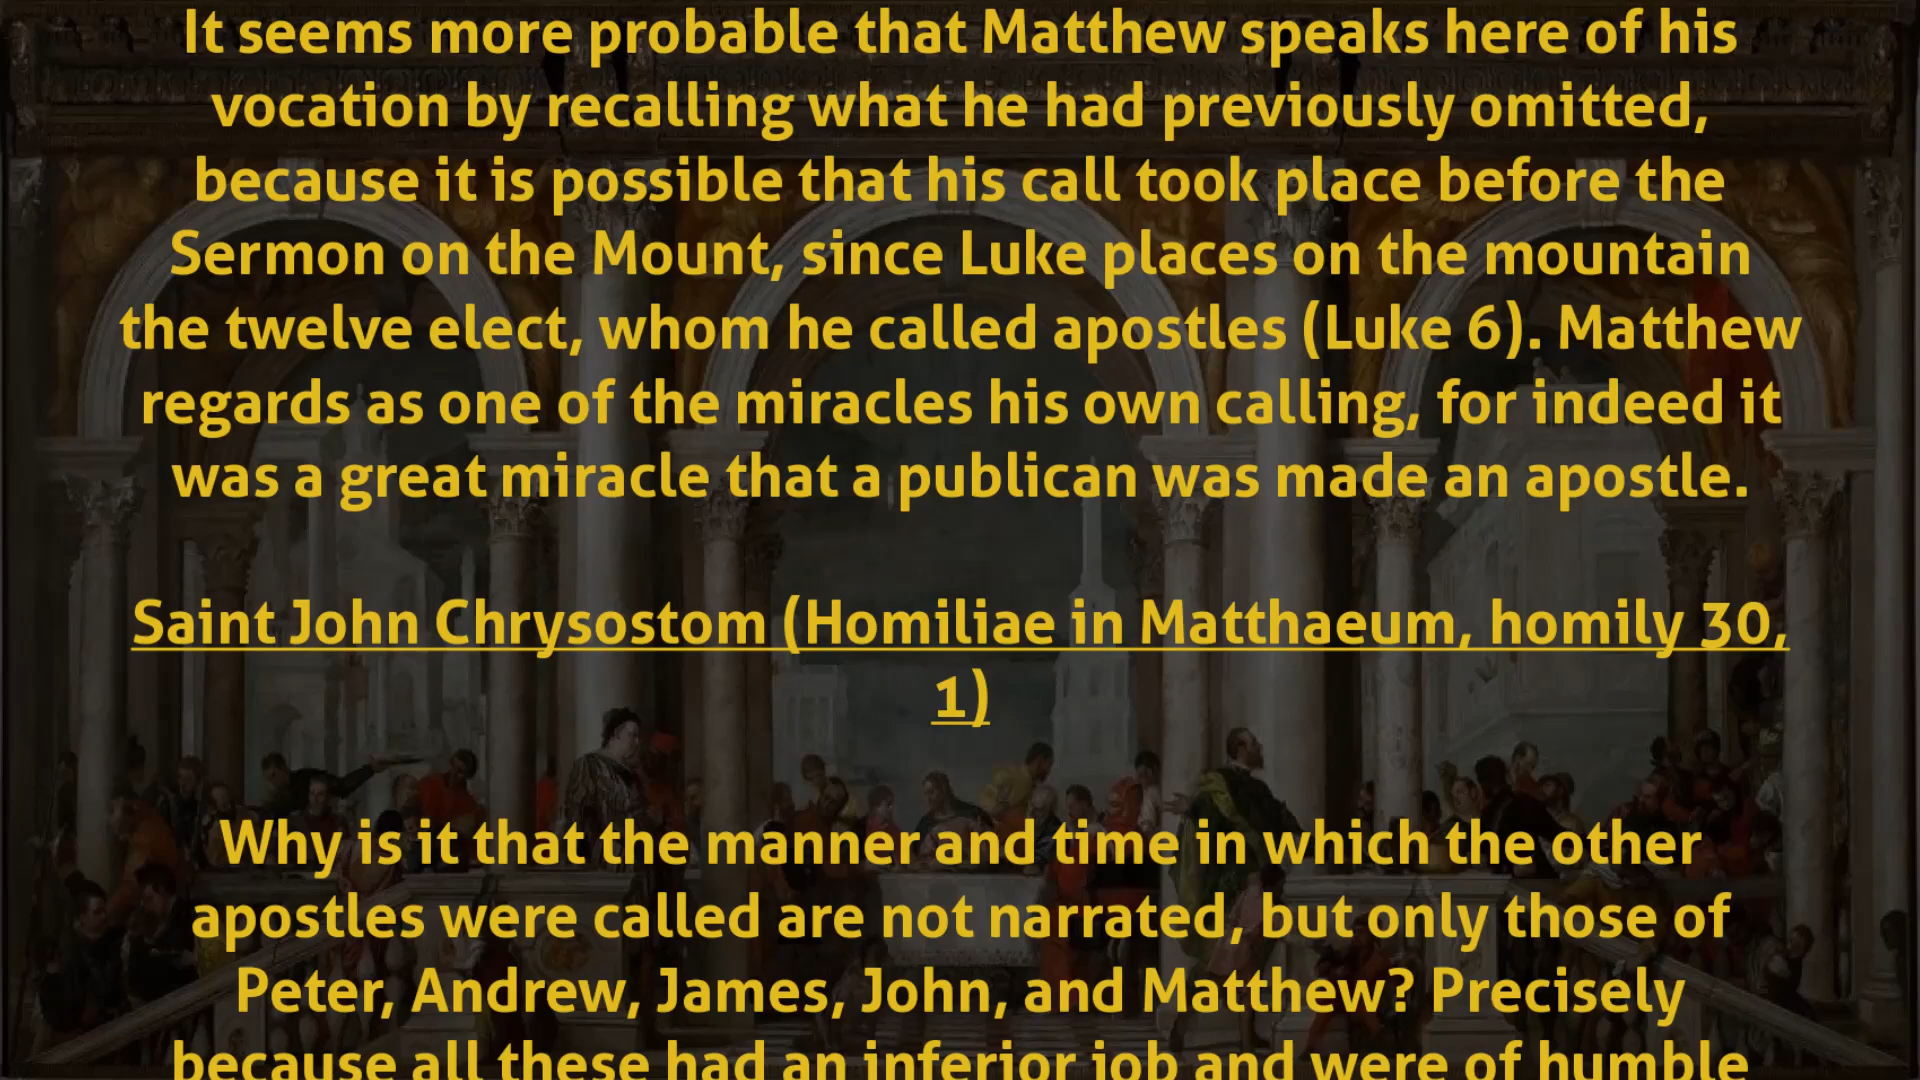 It seems more probable that Matthew speaks here of his
vocation by recalling what he had previously omitted,
because it is possible that his call took place before the
Sermon on the Mount, since Luke places on the mountain
the twelve elect, whom he called apostles (Luke 6). Matthew
regards as one of the miracles his own calling, for indeed it
was a great miracle that a publican was made an apostle.
Saint John Chrysostom (Homiliae in Matthaeum, homily 30,
1)
Why is it that the manner and time in which the other
apostles were called are not narrated, but only those of
Peter, Andrew, James, John, and Matthew? Precisely
because all these had an inferior job and were of humble